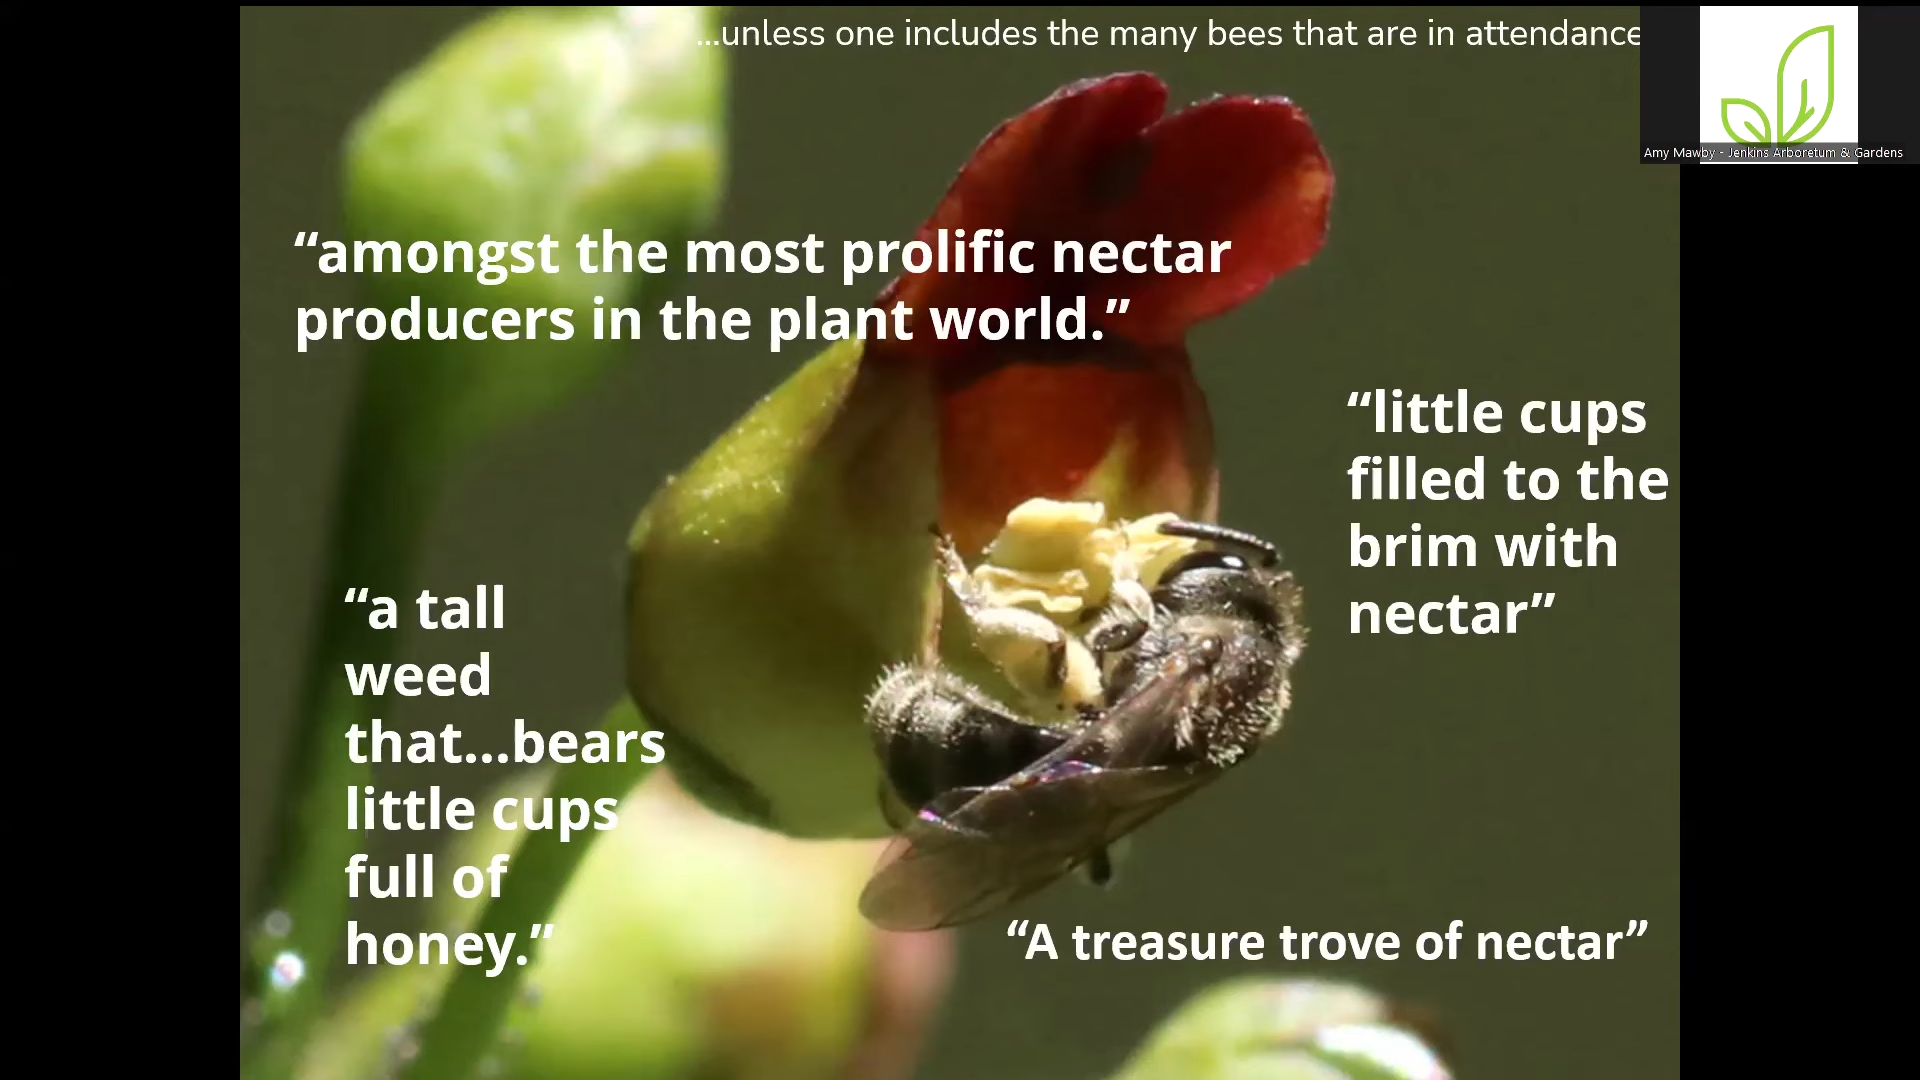 ...unless one includes the many bees that are in attendance
Amy Mawby - Jenkins Arboretum & Gardens
“amongst the most prolific nectar
producers in the plant world.”
“little cups
filled to the
brim with
nectar”
“a tall
weed
that...bears
little cups
full of
honey.”
“A treasure trove of nectar”